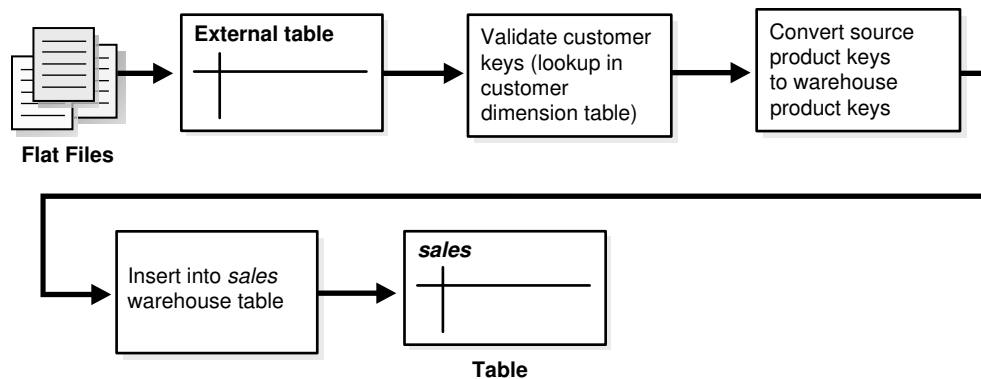 External table
Flat Files
Validate customer
keys (lookup in
customer
dimension table)
Convert source
product keys
to warehouse
product keys
Insert into sales
warehouse table
sales
Table